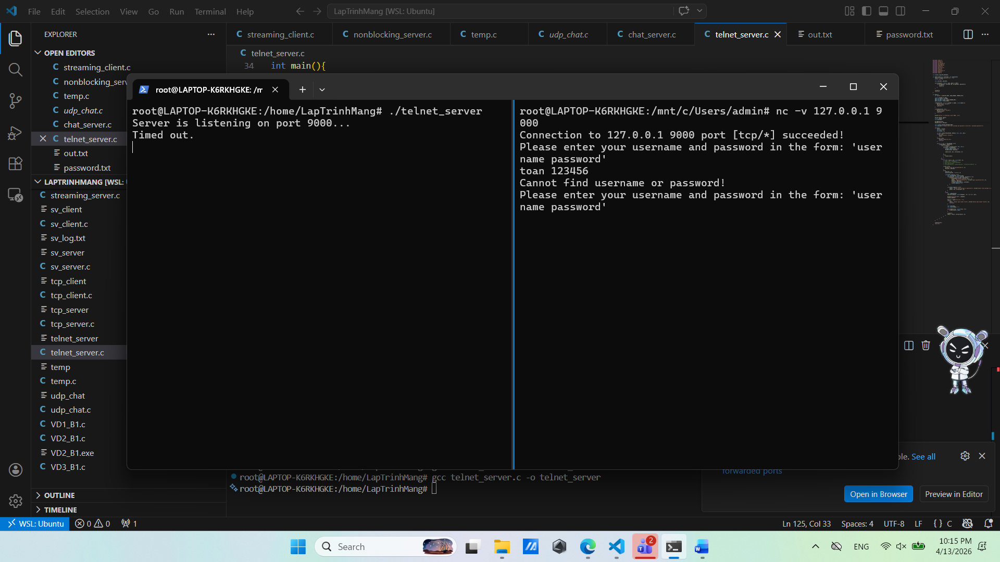 File Edit Selection View Go Run Terminal Help
LapTrinhMang [WSL: Ubuntu]
EXPLORER
OPEN EDITORS
streaming_client.c
nonblocking_serv
temp.c
udp_chat.c
chat_server.c
telnet_server.c
out.txt
password.txt
LAPTRINHMANG [WSL:
streaming_server.c
sv_client
sv_client.c
sv_log.txt
sv_server
sv_server.c
tcp_client
tcp_client.c
tcp_server
tcp_server.c
telnet_server
telnet_server.c
temp
temp.c
udp_chat
udp_chat.c
VD1_B1.c
VD2_B1.c
VD2_B1.exe
VD3_B1.c
OUTLINE
TIMELINE
streaming_client.c nonblocking_server.c temp.c udp_chat.c chat_server.c telnet_server.c out.txt password.txt
telnet_server.c
34 int main(){
root@LAPTOP-K6RKHGKE: /m
root@LAPTOP-K6RKHGKE:/home/LapTrinhMang# ./telnet_server
Server is listening on port 9000...
Timed out.
root@LAPTOP-K6RKHGKE:/mnt/c/Users/admin# nc -v 127.0.0.1 9
000
Connection to 127.0.0.1 9000 port [tcp/*] succeeded!
Please enter your username and password in the form: 'user
name password'
toan 123456
Cannot find username or password!
Please enter your username and password in the form: 'user
name password'
root@LAPTOP-K6RKHGKE:/home/LapTrinhMang# gcc telnet_server.c -o telnet_server
root@LAPTOP-K6RKHGKE:/home/LapTrinhMang#
ble. See all
forwarded ports
Open in Browser Preview in Editor
WSL: Ubuntu 0 0 1
Ln 125, Col 33 Spaces: 4 UTF-8 LF { } C
Search
2
ENG
10:15 PM
4/13/2026